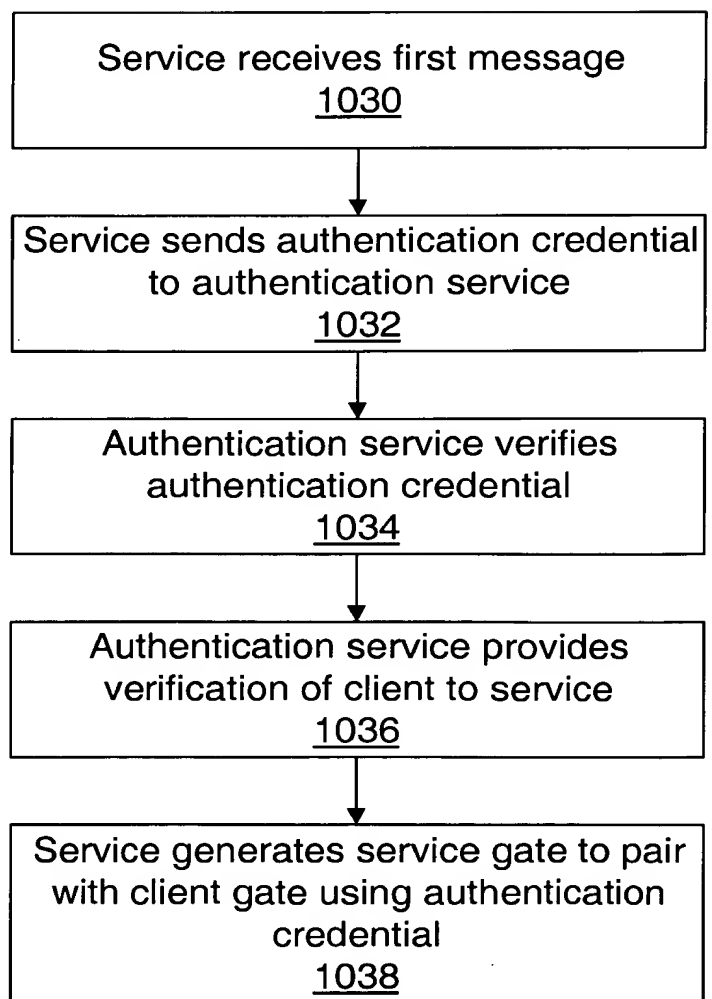 Service receives first message
1030
Service sends authentication credential
to authentication service
1032
Authentication service verifies
authentication credential
1034
Authentication service provides
verification of client to service
1036
Service generates service gate to pair
with client gate using authentication
credential
1038